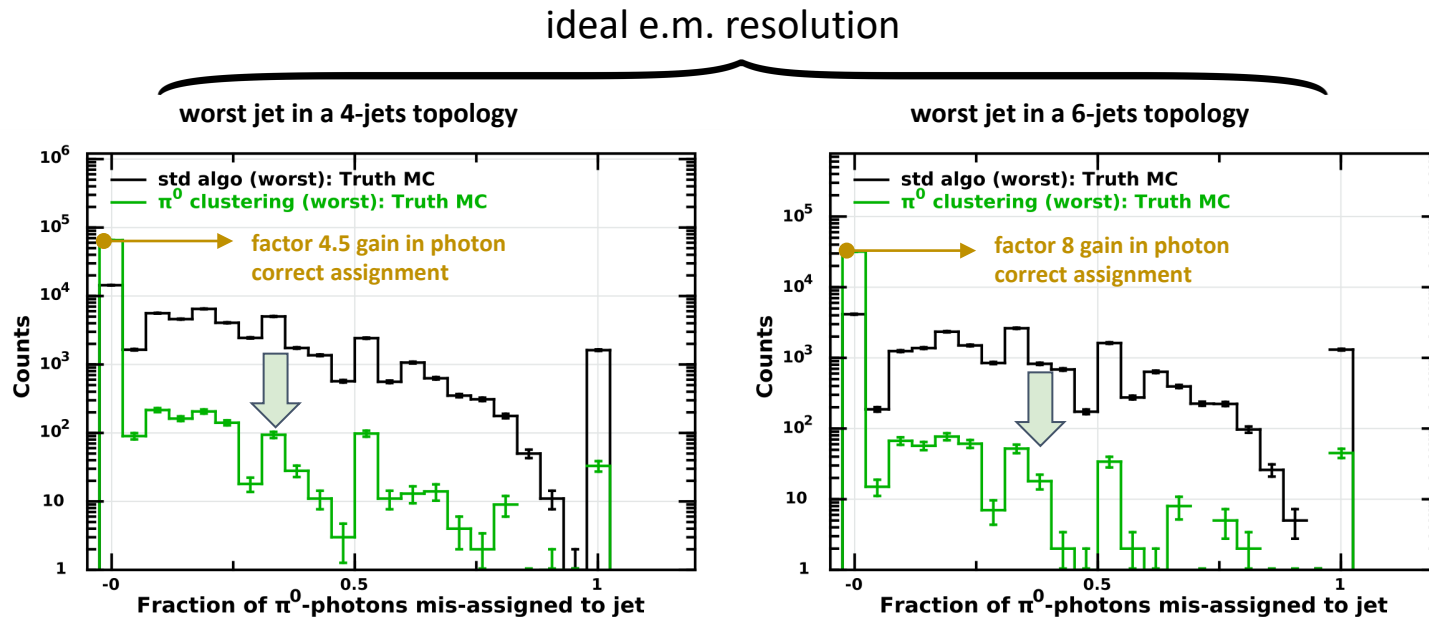 ideal e.m. resolution
worst jet in a 4-jets topology
10⁶
10⁵
10⁴
10³
10²
10
1
Counts
std algo (worst): Truth MC
π⁰ clustering (worst): Truth MC
factor 4.5 gain in photon
correct assignment
-0 0.5 1
Fraction of π⁰-photons mis-assigned to jet
worst jet in a 6-jets topology
10⁵
10⁴
10³
10²
10
1
Counts
std algo (worst): Truth MC
π⁰ clustering (worst): Truth MC
factor 8 gain in photon
correct assignment
-0 0.5 1
Fraction of π⁰-photons mis-assigned to jet